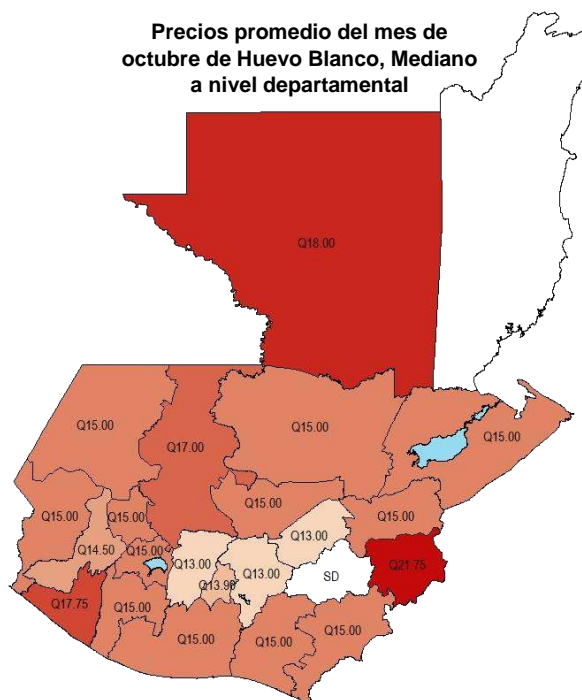 Precios promedio del mes de
octubre de Huevo Blanco, Mediano
a nivel departamental
Q18.00
Q15.00
Q17.00
Q15.00
Q15.00
Q15.00
Q15.00
Q15.00
Q15.00
Q14.50
Q15.00
Q13.00
Q13.90
Q13.00
Q13.00
SD
Q21.75
Q17.75
Q15.00
Q15.00
Q15.00
Q15.00